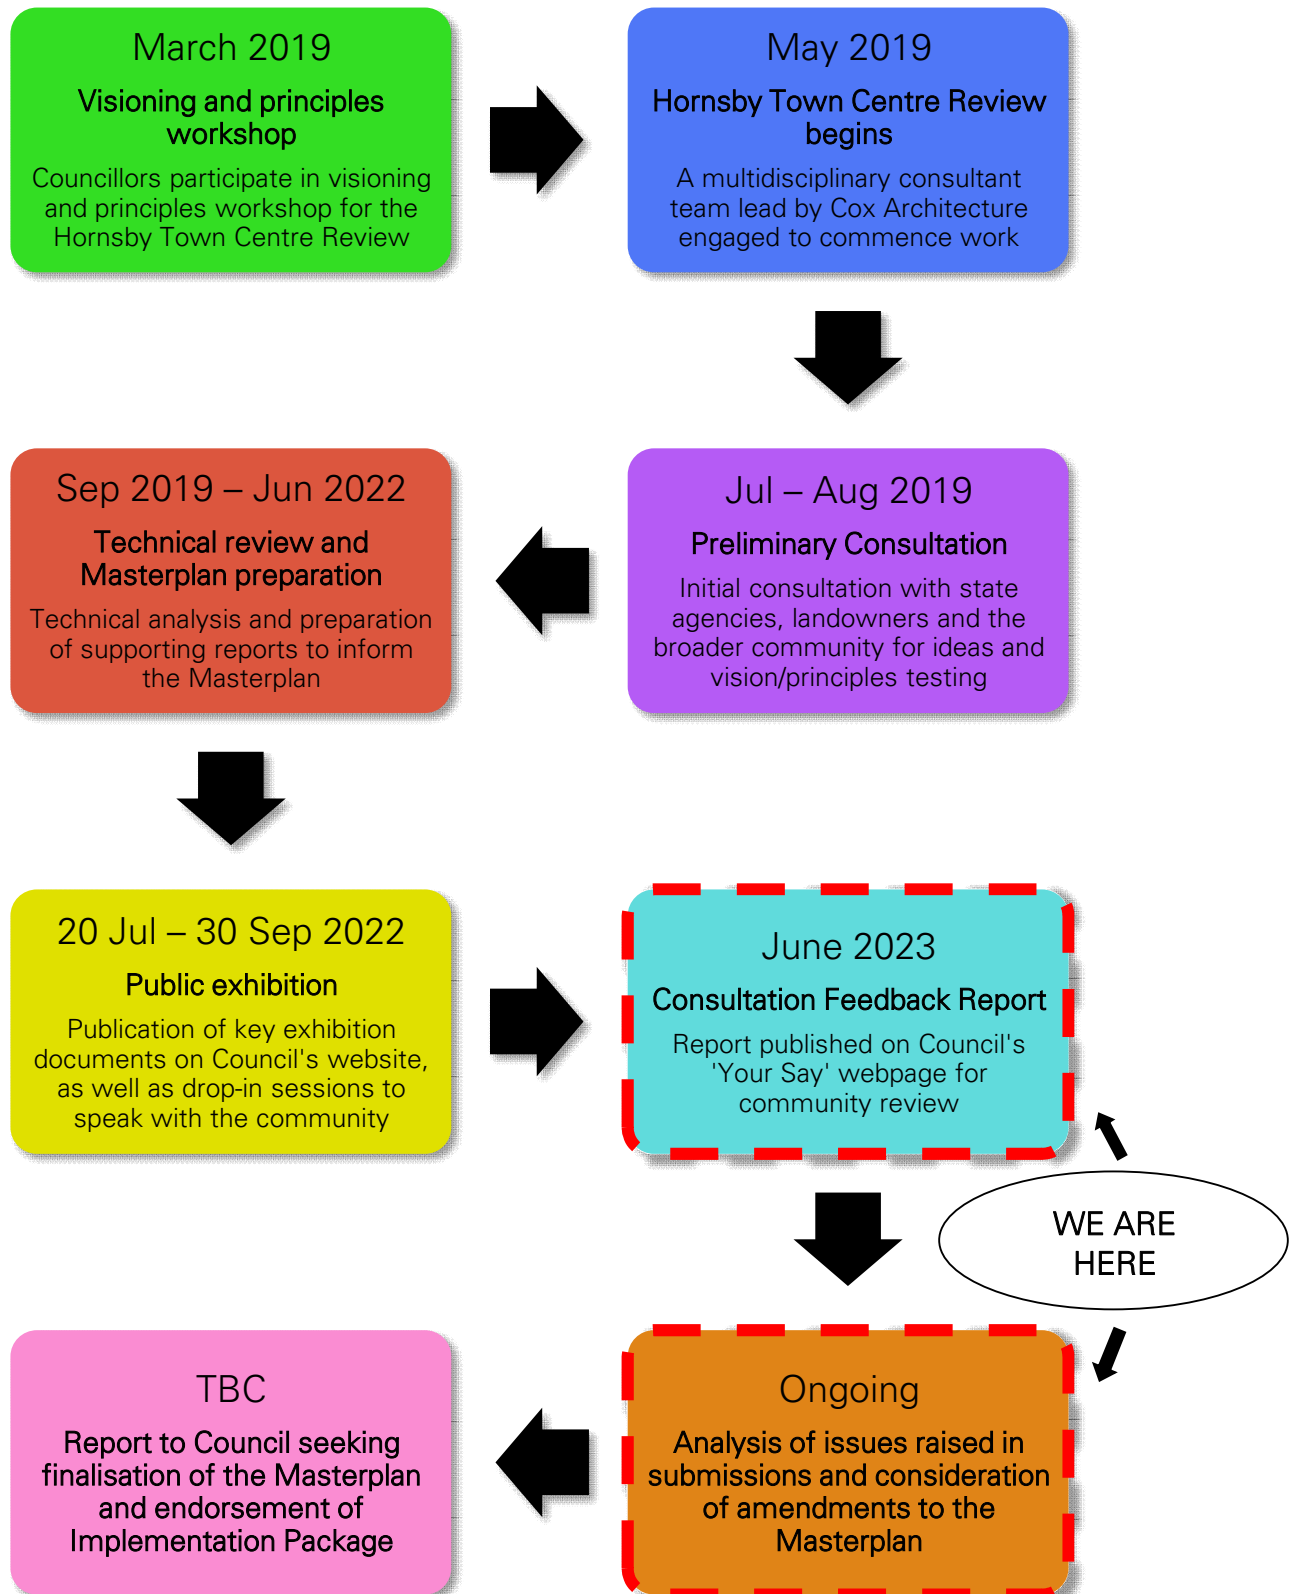 March 2019
Visioning and principles
workshop
Councillors participate in visioning
and principles workshop for the
Hornsby Town Centre Review
May 2019
Hornsby Town Centre Review
begins
A multidisciplinary consultant
team lead by Cox Architecture
engaged to commence work
Jul – Aug 2019
Preliminary Consultation
Initial consultation with state
agencies, landowners and the
broader community for ideas and
vision/principles testing
Sep 2019 – Jun 2022
Technical review and
Masterplan preparation
Technical analysis and preparation
of supporting reports to inform
the Masterplan
20 Jul – 30 Sep 2022
Public exhibition
Publication of key exhibition
documents on Council's website,
as well as drop-in sessions to
speak with the community
June 2023
Consultation Feedback Report
Report published on Council's
'Your Say' webpage for
community review
WE ARE
HERE
Ongoing
Analysis of issues raised in
submissions and consideration
of amendments to the
Masterplan
TBC
Report to Council seeking
finalisation of the Masterplan
and endorsement of
Implementation Package